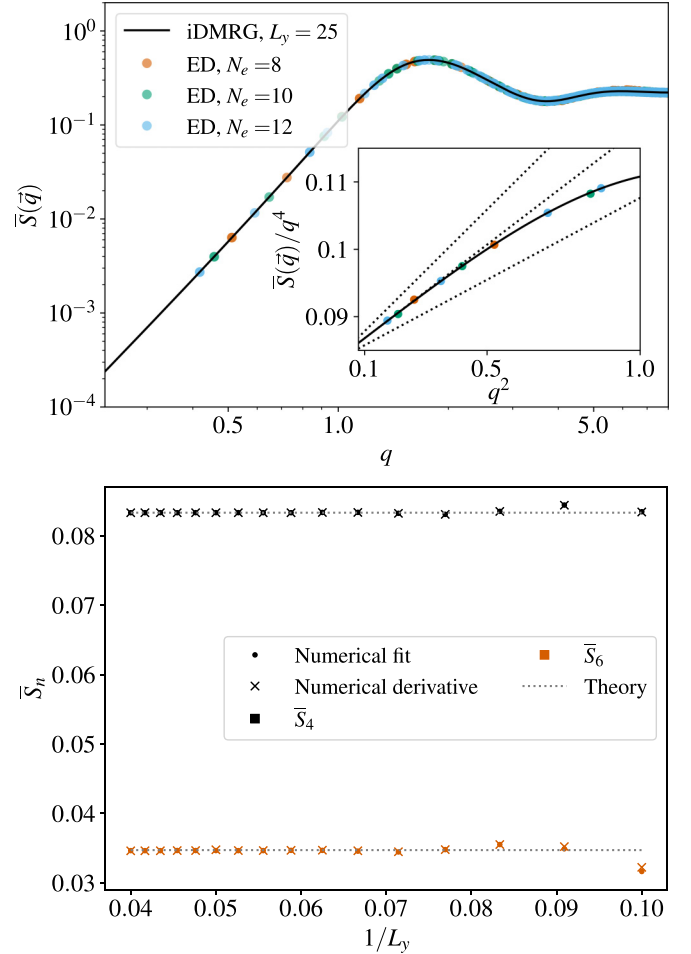 iDMRG, L_y = 25
ED, N_e =8
ED, N_e =10
ED, N_e =12
10^0
10^−1
10^−2
10^−3
10^−4
S̅(q⃗)
0.5
1.0
5.0
q
0.11
0.1
0.09
S̅(q⃗)/q^4
0.1
0.5
1.0
q^2
0.08
0.07
0.06
0.05
0.04
0.03
S̅_n
Numerical fit
Numerical derivative
S̅_4
S̅_6
Theory
0.04
0.05
0.06
0.07
0.08
0.09
0.10
1/L_y